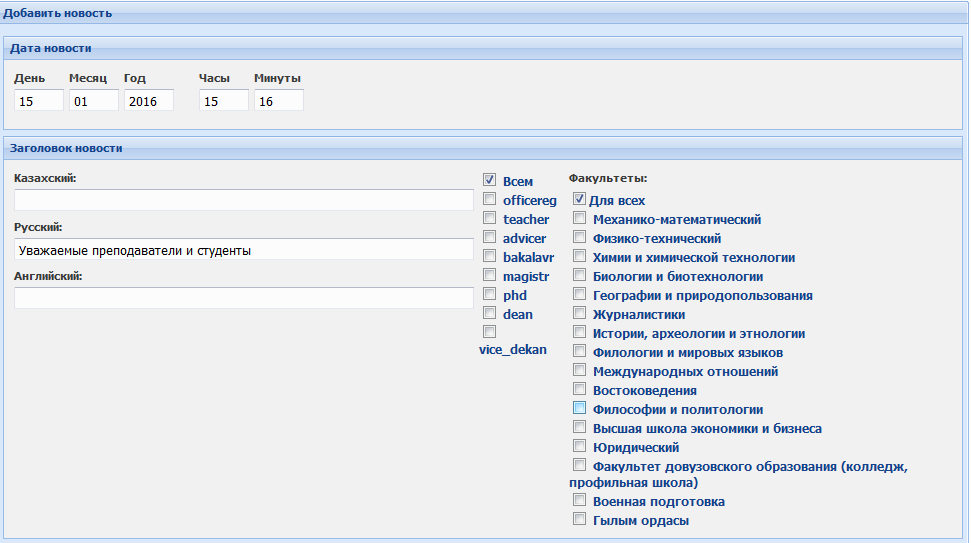 Добавить новость
Дата новости
День Месяц Год Часы Минуты
15 01 2016 15 16
Заголовок новости
Казахский:
Русский:
Уважаемые преподаватели и студенты
Английский:
Всем
officereg
teacher
advicer
bakalavr
magistr
phd
dean
vice_dekan
Факультеты:
Для всех
Механико-математический
Физико-технический
Химии и химической технологии
Биологии и биотехнологии
Географии и природопользования
Журналистики
Истории, археологии и этнологии
Филологии и мировых языков
Международных отношений
Востоковедения
Философии и политологии
Высшая школа экономики и бизнеса
Юридический
Факультет довузовского образования (колледж,
профильная школа)
Военная подготовка
Гылым ордасы